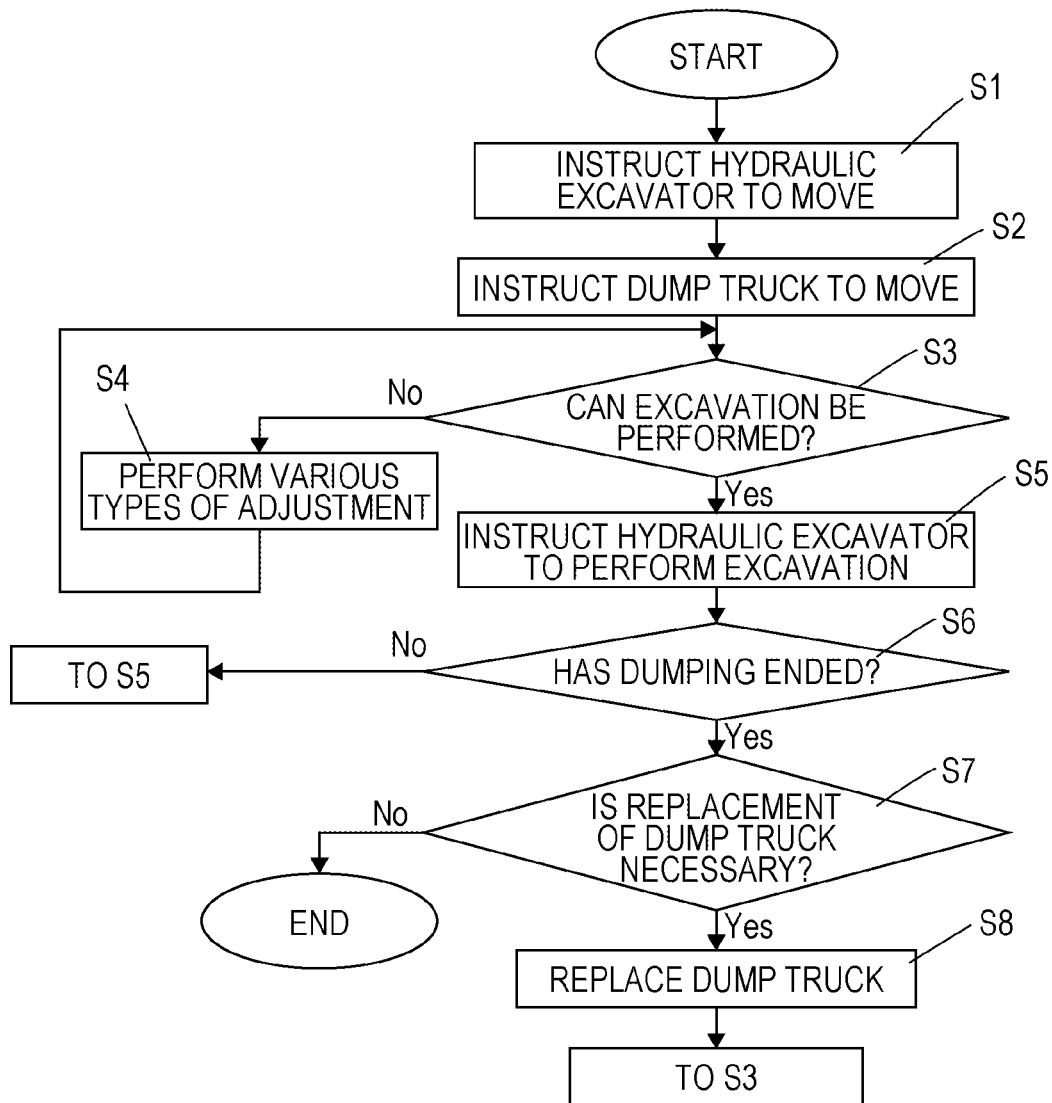 START
S1
INSTRUCT HYDRAULIC
EXCAVATOR TO MOVE
S2
INSTRUCT DUMP TRUCK TO MOVE
S3
No
CAN EXCAVATION BE
PERFORMED?
S4
PERFORM VARIOUS
TYPES OF ADJUSTMENT
Yes
S5
INSTRUCT HYDRAULIC EXCAVATOR
TO PERFORM EXCAVATION
S6
No
HAS DUMPING ENDED?
TO S5
Yes
S7
No
IS REPLACEMENT
OF DUMP TRUCK
NECESSARY?
END
Yes
S8
REPLACE DUMP TRUCK
TO S3